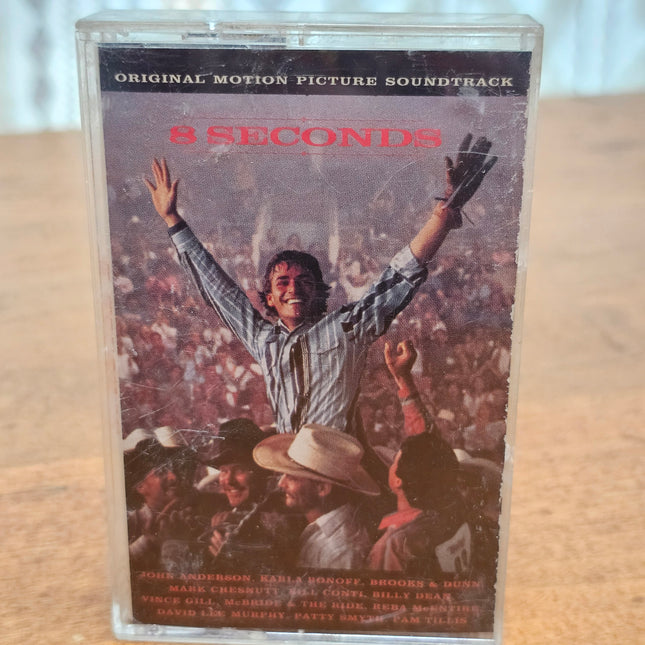 ORIGINAL MOTION PICTURE SOUNDTRACK
8 SECONDS
JOHN ANDERSON, KARLA BONOFF, BROOKS & DUNN
MARK CHESNUTT, BILL CONTI, BILLY DEAN,
VINCE GILL, McBRIDE & THE RIDE, REBA McENTIRE
DAVID LEE MURPHY, PATTY SMYTH, PAM TILLIS